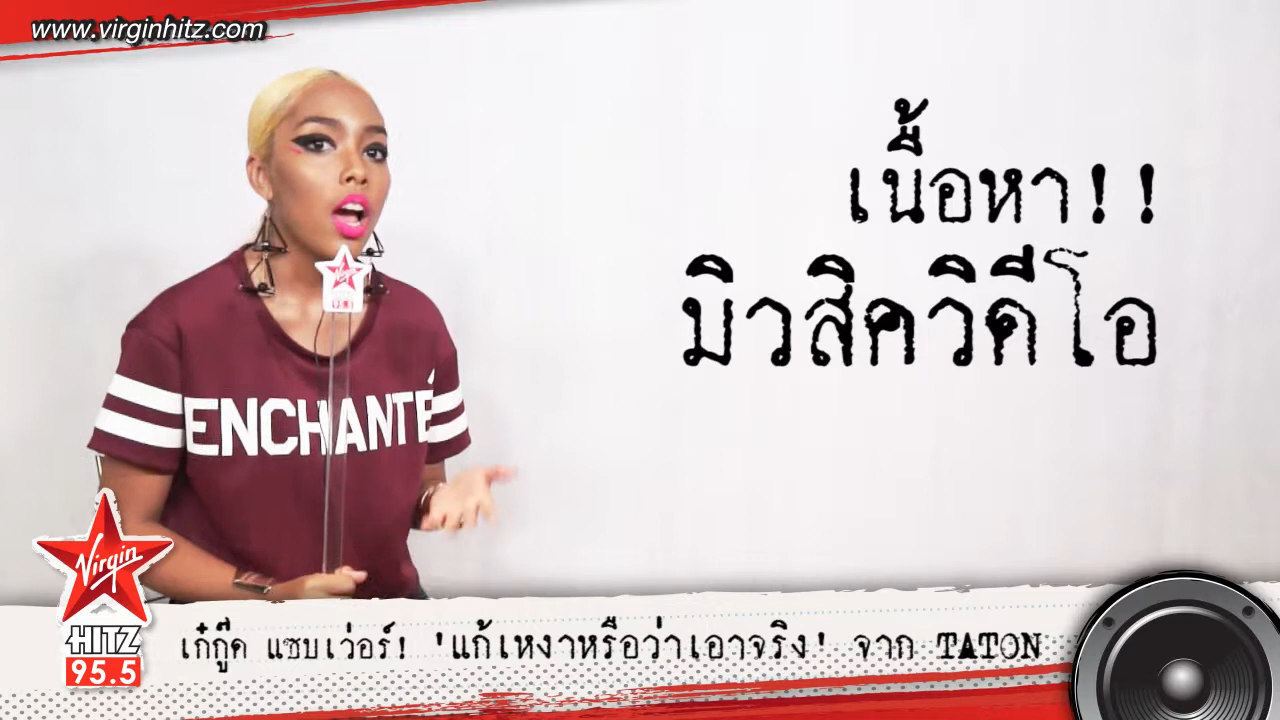 www.virginhitz.com
เนื้อหา!!
มิวสิควิดีโอ
Virgin
ENCHANTÉ
Virgin
HITZ
95.5
เก๋กู๊ด แซบเว่อร์! 'แก้เหงาหรือว่าเอาจริง' จาก TATON